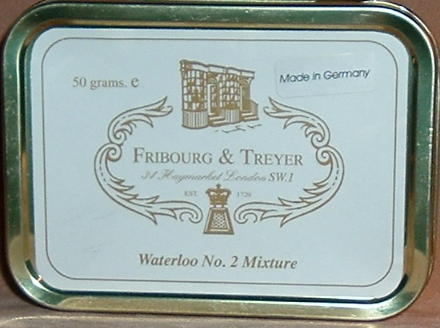 50 grams. e
Made in Germany
FRIBOURG & TREYER
34 Haymarket London SW.1
EST. 1720
Waterloo No. 2 Mixture